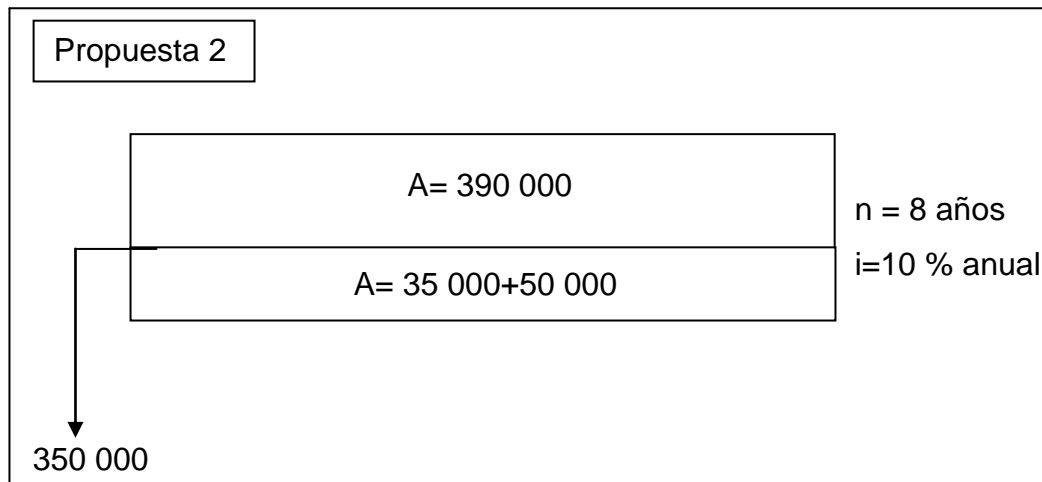 Propuesta 2
A= 390 000
n = 8 años
i=10 % anual
A= 35 000+50 000
350 000